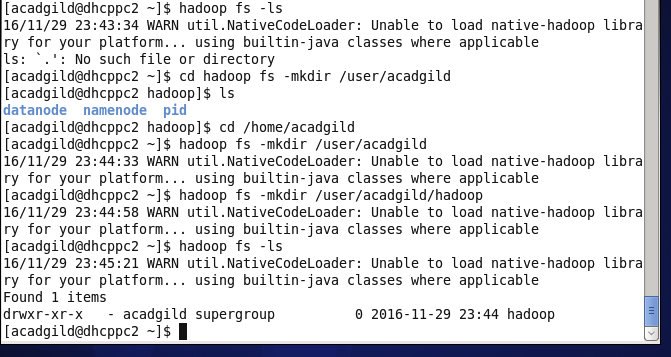 [acadgild@dhcppc2 ~]$ hadoop fs -ls
16/11/29 23:43:34 WARN util.NativeCodeLoader: Unable to load native-hadoop libra
ry for your platform... using builtin-java classes where applicable
ls: `.': No such file or directory
[acadgild@dhcppc2 ~]$ cd hadoop fs -mkdir /user/acadgild
[acadgild@dhcppc2 hadoop]$ ls
datanode  namenode  pid
[acadgild@dhcppc2 hadoop]$ cd /home/acadgild
[acadgild@dhcppc2 ~]$ hadoop fs -mkdir /user/acadgild
16/11/29 23:44:33 WARN util.NativeCodeLoader: Unable to load native-hadoop libra
ry for your platform... using builtin-java classes where applicable
[acadgild@dhcppc2 ~]$ hadoop fs -mkdir /user/acadgild/hadoop
16/11/29 23:44:58 WARN util.NativeCodeLoader: Unable to load native-hadoop libra
ry for your platform... using builtin-java classes where applicable
[acadgild@dhcppc2 ~]$ hadoop fs -ls
16/11/29 23:45:21 WARN util.NativeCodeLoader: Unable to load native-hadoop libra
ry for your platform... using builtin-java classes where applicable
Found 1 items
drwxr-xr-x   - acadgild supergroup          0 2016-11-29 23:44 hadoop
[acadgild@dhcppc2 ~]$